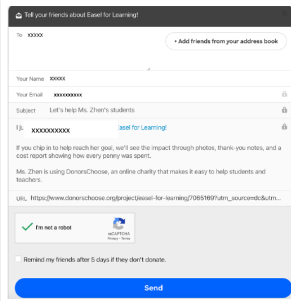 Tell your friends about Easel for Learning!
To xxxxx
+ Add friends from your address book
Your Name xxxxx
Your Email xxxxxxxxxx
Subject Let's help Ms. Zhen's students
I ju xxxxxxxxxx Easel for Learning!
If you chip in to help reach her goal, we'll see the impact through photos, thank-you notes, and a
cost report showing how every penny was spent.
Ms. Zhen is using DonorsChoose, an online charity that makes it easy to help students and
teachers.
URL https://www.donorschoose.org/project/easel-for-learning/7065169?utm_source=dc&utm...
I'm not a robot
reCAPTCHA
Privacy - Terms
Remind my friends after 5 days if they don't donate.
Send